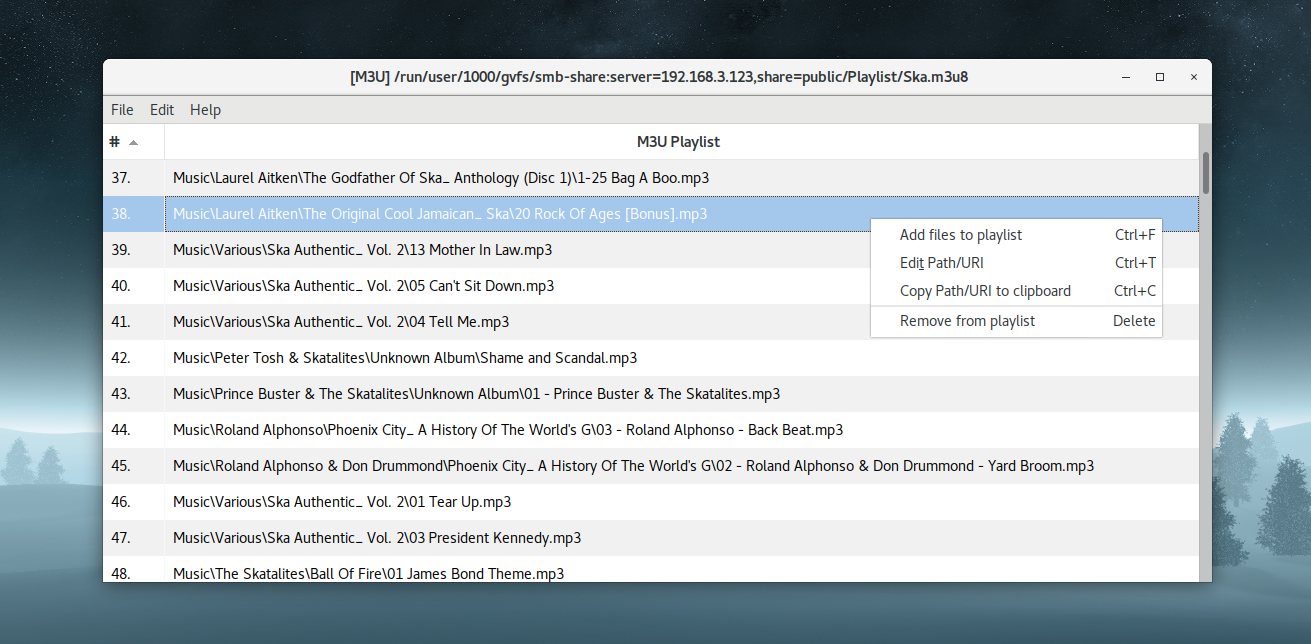 [M3U] /run/user/1000/gvfs/smb-share:server=192.168.3.123,share=public/Playlist/Ska.m3u8
File Edit Help
# M3U Playlist
37. Music\Laurel Aitken\The Godfather Of Ska_ Anthology (Disc 1)\1-25 Bag A Boo.mp3
38. Music\Laurel Aitken\The Original Cool Jamaican_ Ska\20 Rock Of Ages [Bonus].mp3
39. Music\Various\Ska Authentic_ Vol. 2\13 Mother In Law.mp3
40. Music\Various\Ska Authentic_ Vol. 2\05 Can't Sit Down.mp3
41. Music\Various\Ska Authentic_ Vol. 2\04 Tell Me.mp3
42. Music\Peter Tosh & Skatalites\Unknown Album\Shame and Scandal.mp3
43. Music\Prince Buster & The Skatalites\Unknown Album\01 - Prince Buster & The Skatalites.mp3
44. Music\Roland Alphonso\Phoenix City_ A History Of The World's G\03 - Roland Alphonso - Back Beat.mp3
45. Music\Roland Alphonso & Don Drummond\Phoenix City_ A History Of The World's G\02 - Roland Alphonso & Don Drummond - Yard Broom.mp3
46. Music\Various\Ska Authentic_ Vol. 2\01 Tear Up.mp3
47. Music\Various\Ska Authentic_ Vol. 2\03 President Kennedy.mp3
48. Music\The Skatalites\Ball Of Fire\01 James Bond Theme.mp3
Add files to playlist Ctrl+F
Edit Path/URI Ctrl+T
Copy Path/URI to clipboard Ctrl+C
Remove from playlist Delete